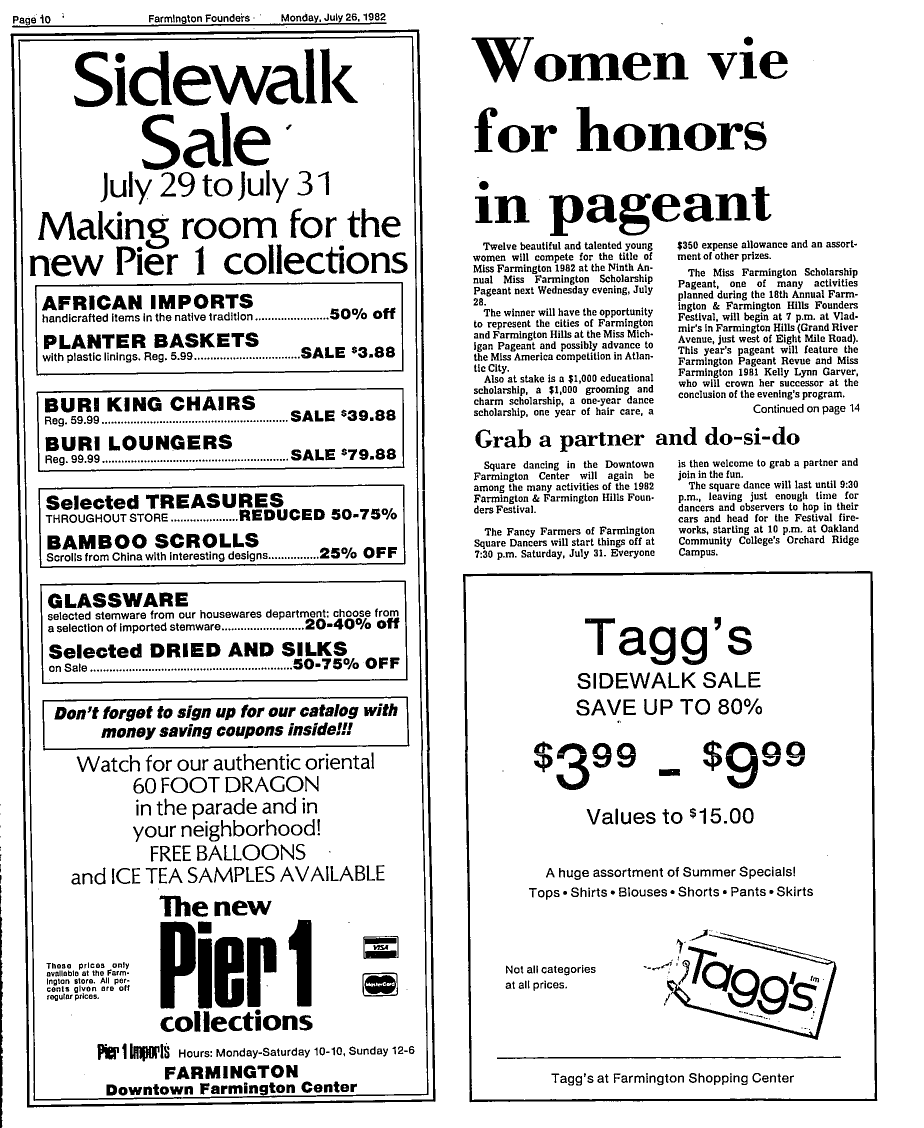 Page 10
Farmington Founders
Monday, July 26, 1982
Sidewalk
Sale
July 29 to July 31
Making room for the
new Pier 1 collections
AFRICAN IMPORTS
handicrafted items in the native tradition ......................50% off
PLANTER BASKETS
with plastic linings. Reg. 5.99.................................SALE $3.88
BURI KING CHAIRS
Reg. 59.99 ..........................................................SALE $39.88
BURI LOUNGERS
Reg. 99.99 ..........................................................SALE $79.88
Selected TREASURES
THROUGHOUT STORE .....................REDUCED 50-75%
BAMBOO SCROLLS
Scrolls from China with interesting designs................25% OFF
GLASSWARE
selected stemware from our housewares department: choose from
a selection of imported stemware..........................20-40% off
Selected DRIED AND SILKS
on Sale ...............................................................50-75% OFF
Don't forget to sign up for our catalog with
money saving coupons inside!!!
Watch for our authentic oriental
60 FOOT DRAGON
in the parade and in
your neighborhood!
FREE BALLOONS
and ICE TEA SAMPLES AVAILABLE
The new
Pier 1
collections
These prices only
available at the Farm-
ington store. All per-
cents given are off
regular prices.
VISA
MasterCard
Pier 1 Imports Hours: Monday-Saturday 10-10, Sunday 12-6
FARMINGTON
Downtown Farmington Center
Women vie
for honors
in pageant
Twelve beautiful and talented young
women will compete for the title of
Miss Farmington 1982 at the Ninth An-
nual Miss Farmington Scholarship
Pageant next Wednesday evening, July
28.
The winner will have the opportunity
to represent the cities of Farmington
and Farmington Hills at the Miss Mich-
igan Pageant and possibly advance to
the Miss America competition in Atlan-
tic City.
Also at stake is a $1,000 educational
scholarship, a $1,000 grooming and
charm scholarship, a one-year dance
scholarship, one year of hair care, a
$350 expense allowance and an assort-
ment of other prizes.
The Miss Farmington Scholarship
Pageant, one of many activities
planned during the 18th Annual Farm-
ington & Farmington Hills Founders
Festival, will begin at 7 p.m. at Vlad-
mir's in Farmington Hills (Grand River
Avenue, just west of Eight Mile Road).
This year's pageant will feature the
Farmington Pageant Revue and Miss
Farmington 1981 Kelly Lynn Garver,
who will crown her successor at the
conclusion of the evening's program.
Continued on page 14
Grab a partner and do-si-do
Square dancing in the Downtown
Farmington Center will again be
among the many activities of the 1982
Farmington & Farmington Hills Foun-
ders Festival.
The Fancy Farmers of Farmington
Square Dancers will start things off at
7:30 p.m. Saturday, July 31. Everyone
is then welcome to grab a partner and
join in the fun.
The square dance will last until 9:30
p.m., leaving just enough time for
dancers and observers to hop in their
cars and head for the Festival fire-
works, starting at 10 p.m. at Oakland
Community College's Orchard Ridge
Campus.
Tagg's
SIDEWALK SALE
SAVE UP TO 80%
$3.99 - $9.99
Values to $15.00
A huge assortment of Summer Specials!
Tops • Shirts • Blouses • Shorts • Pants • Skirts
Not all categories
at all prices.
Tagg's tm
Tagg's at Farmington Shopping Center